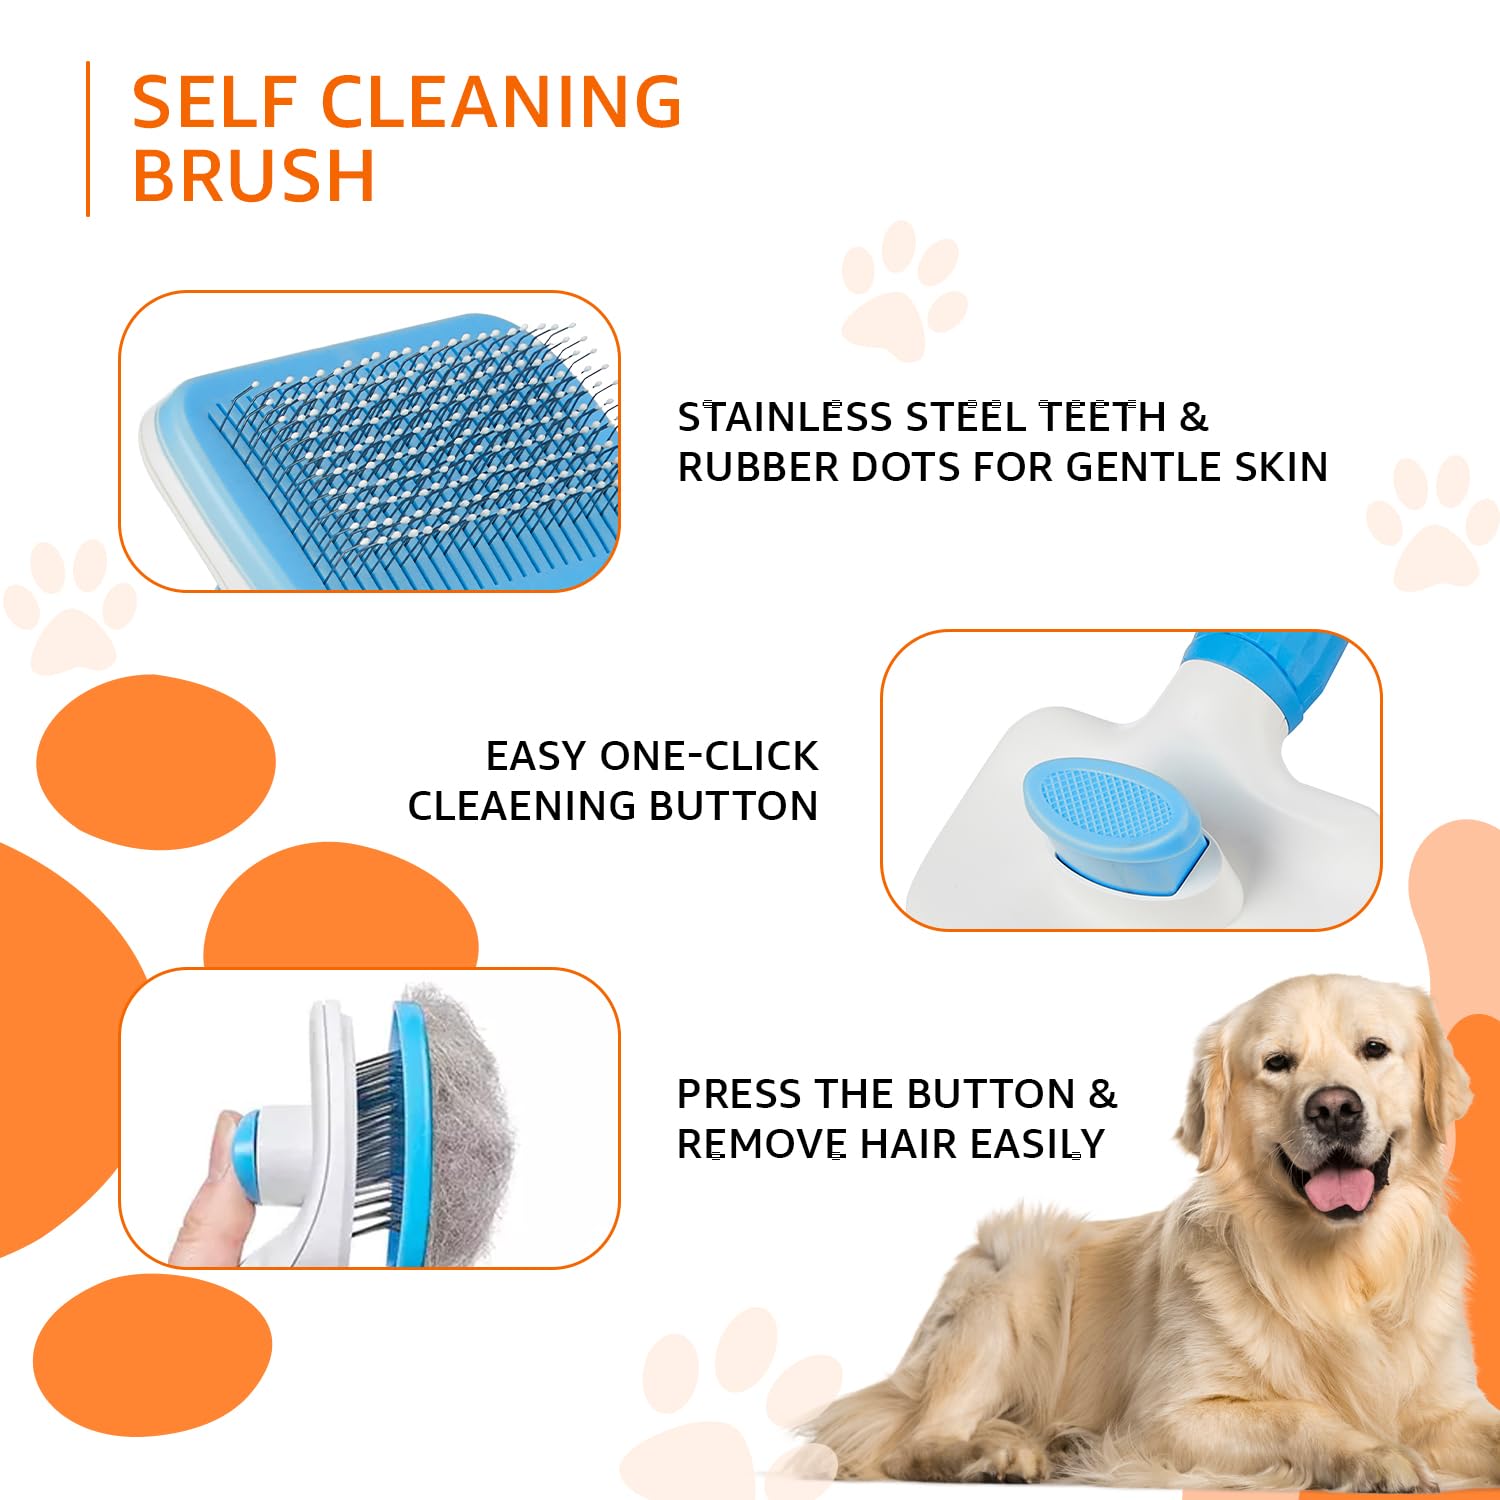 SELF CLEANING
BRUSH
STAINLESS STEEL TEETH &
RUBBER DOTS FOR GENTLE SKIN
EASY ONE-CLICK
CLEAENING BUTTON
PRESS THE BUTTON &
REMOVE HAIR EASILY